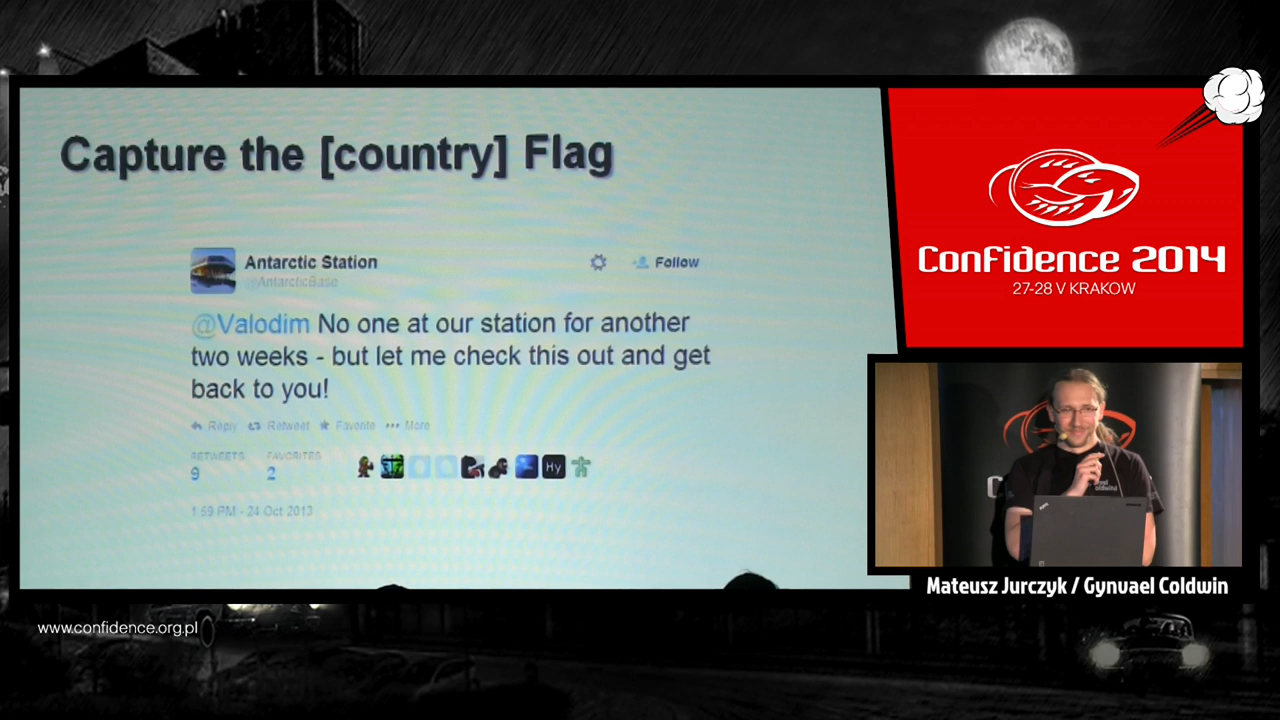 Capture the [country] Flag
Antarctic Station
@AntarcticBase
Follow
@Valodim No one at our station for another
two weeks - but let me check this out and get
back to you!
Reply Retweet Favorite More
RETWEETS FAVORITES
9 2
Hy
1:59 PM - 24 Oct 2013
Confidence 2014
27-28 V KRAKOW
Mateusz Jurczyk / Gynvael Coldwin
www.confidence.org.pl